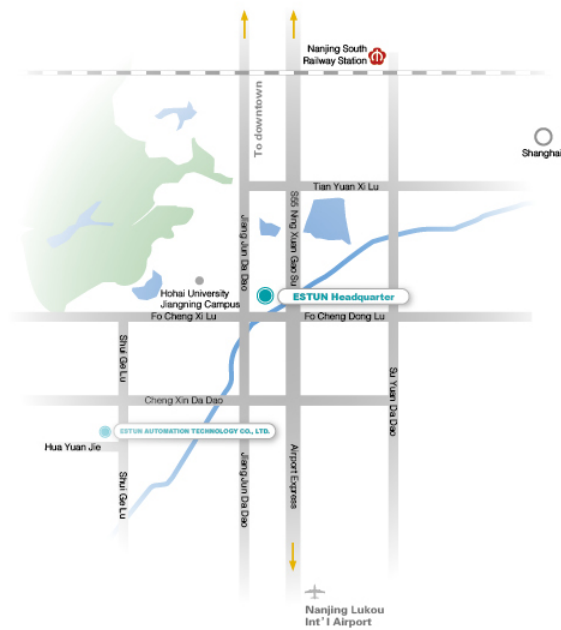 Nanjing South
Railway Station
To downtown
Shanghai
Tian Yuan Xi Lu
Jiang Jun Da Dao
S55 Ning Xuan Gao Su
Hohai University
Jiangning Campus
ESTUN Headquarter
Fo Cheng Xi Lu
Fo Cheng Dong Lu
Shui Ge Lu
Su Yuan Da Dao
Cheng Xin Da Dao
ESTUN AUTOMATION TECHNOLOGY CO., LTD.
Hua Yuan Jie
Shui Ge Lu
Jiang Jun Da Dao
Airport Express
Nanjing Lukou
Int'l Airport